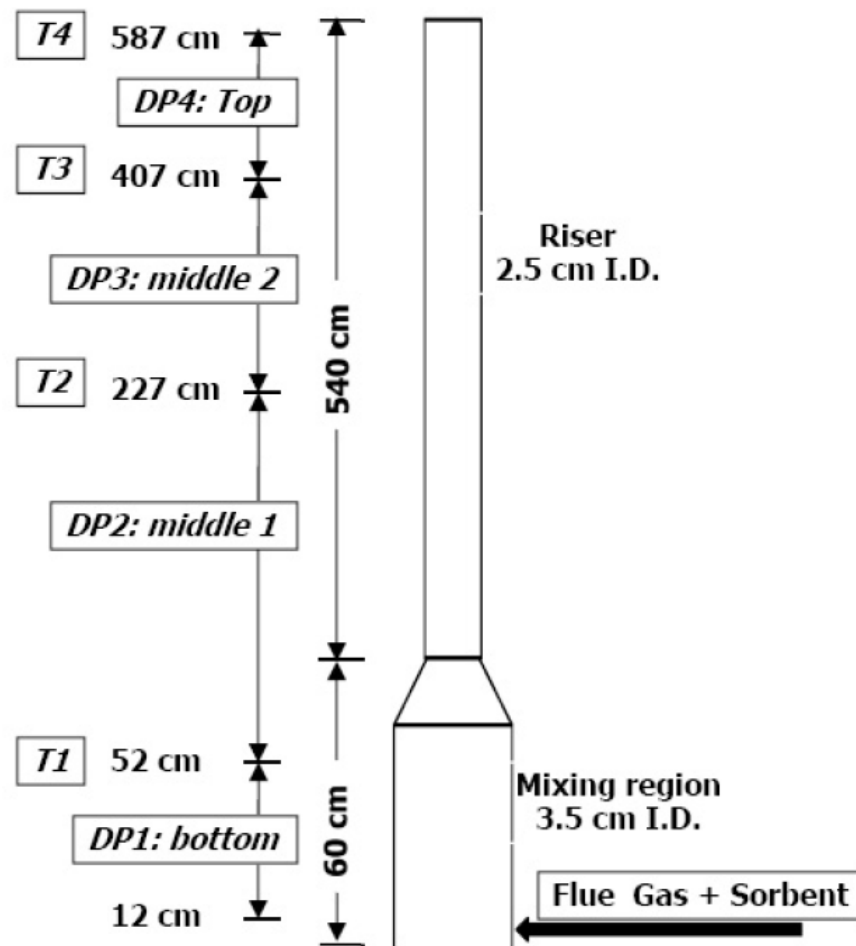 T4 587 cm
DP4: Top
T3 407 cm
Riser
2.5 cm I.D.
DP3: middle 2
540 cm
T2 227 cm
DP2: middle 1
T1 52 cm
Mixing region
3.5 cm I.D.
DP1: bottom
60 cm
Flue Gas + Sorbent
12 cm